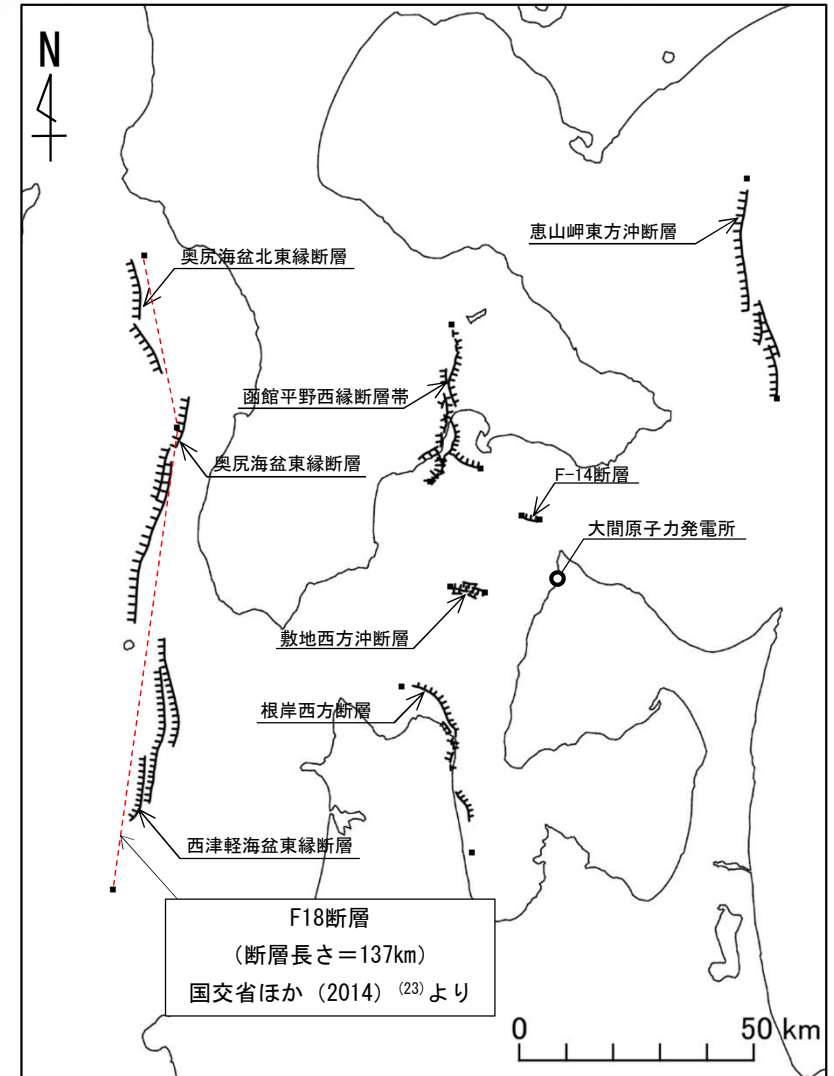 N
恵山岬東方沖断層
奥尻海盆北東縁断層
函館平野西縁断層帯
奥尻海盆東縁断層
F-14断層
大間原子力発電所
敷地西方沖断層
根岸西方断層
西津軽海盆東縁断層
F18断層
(断層長さ=137km)
国交省ほか (2014) (23)より
0 50 km